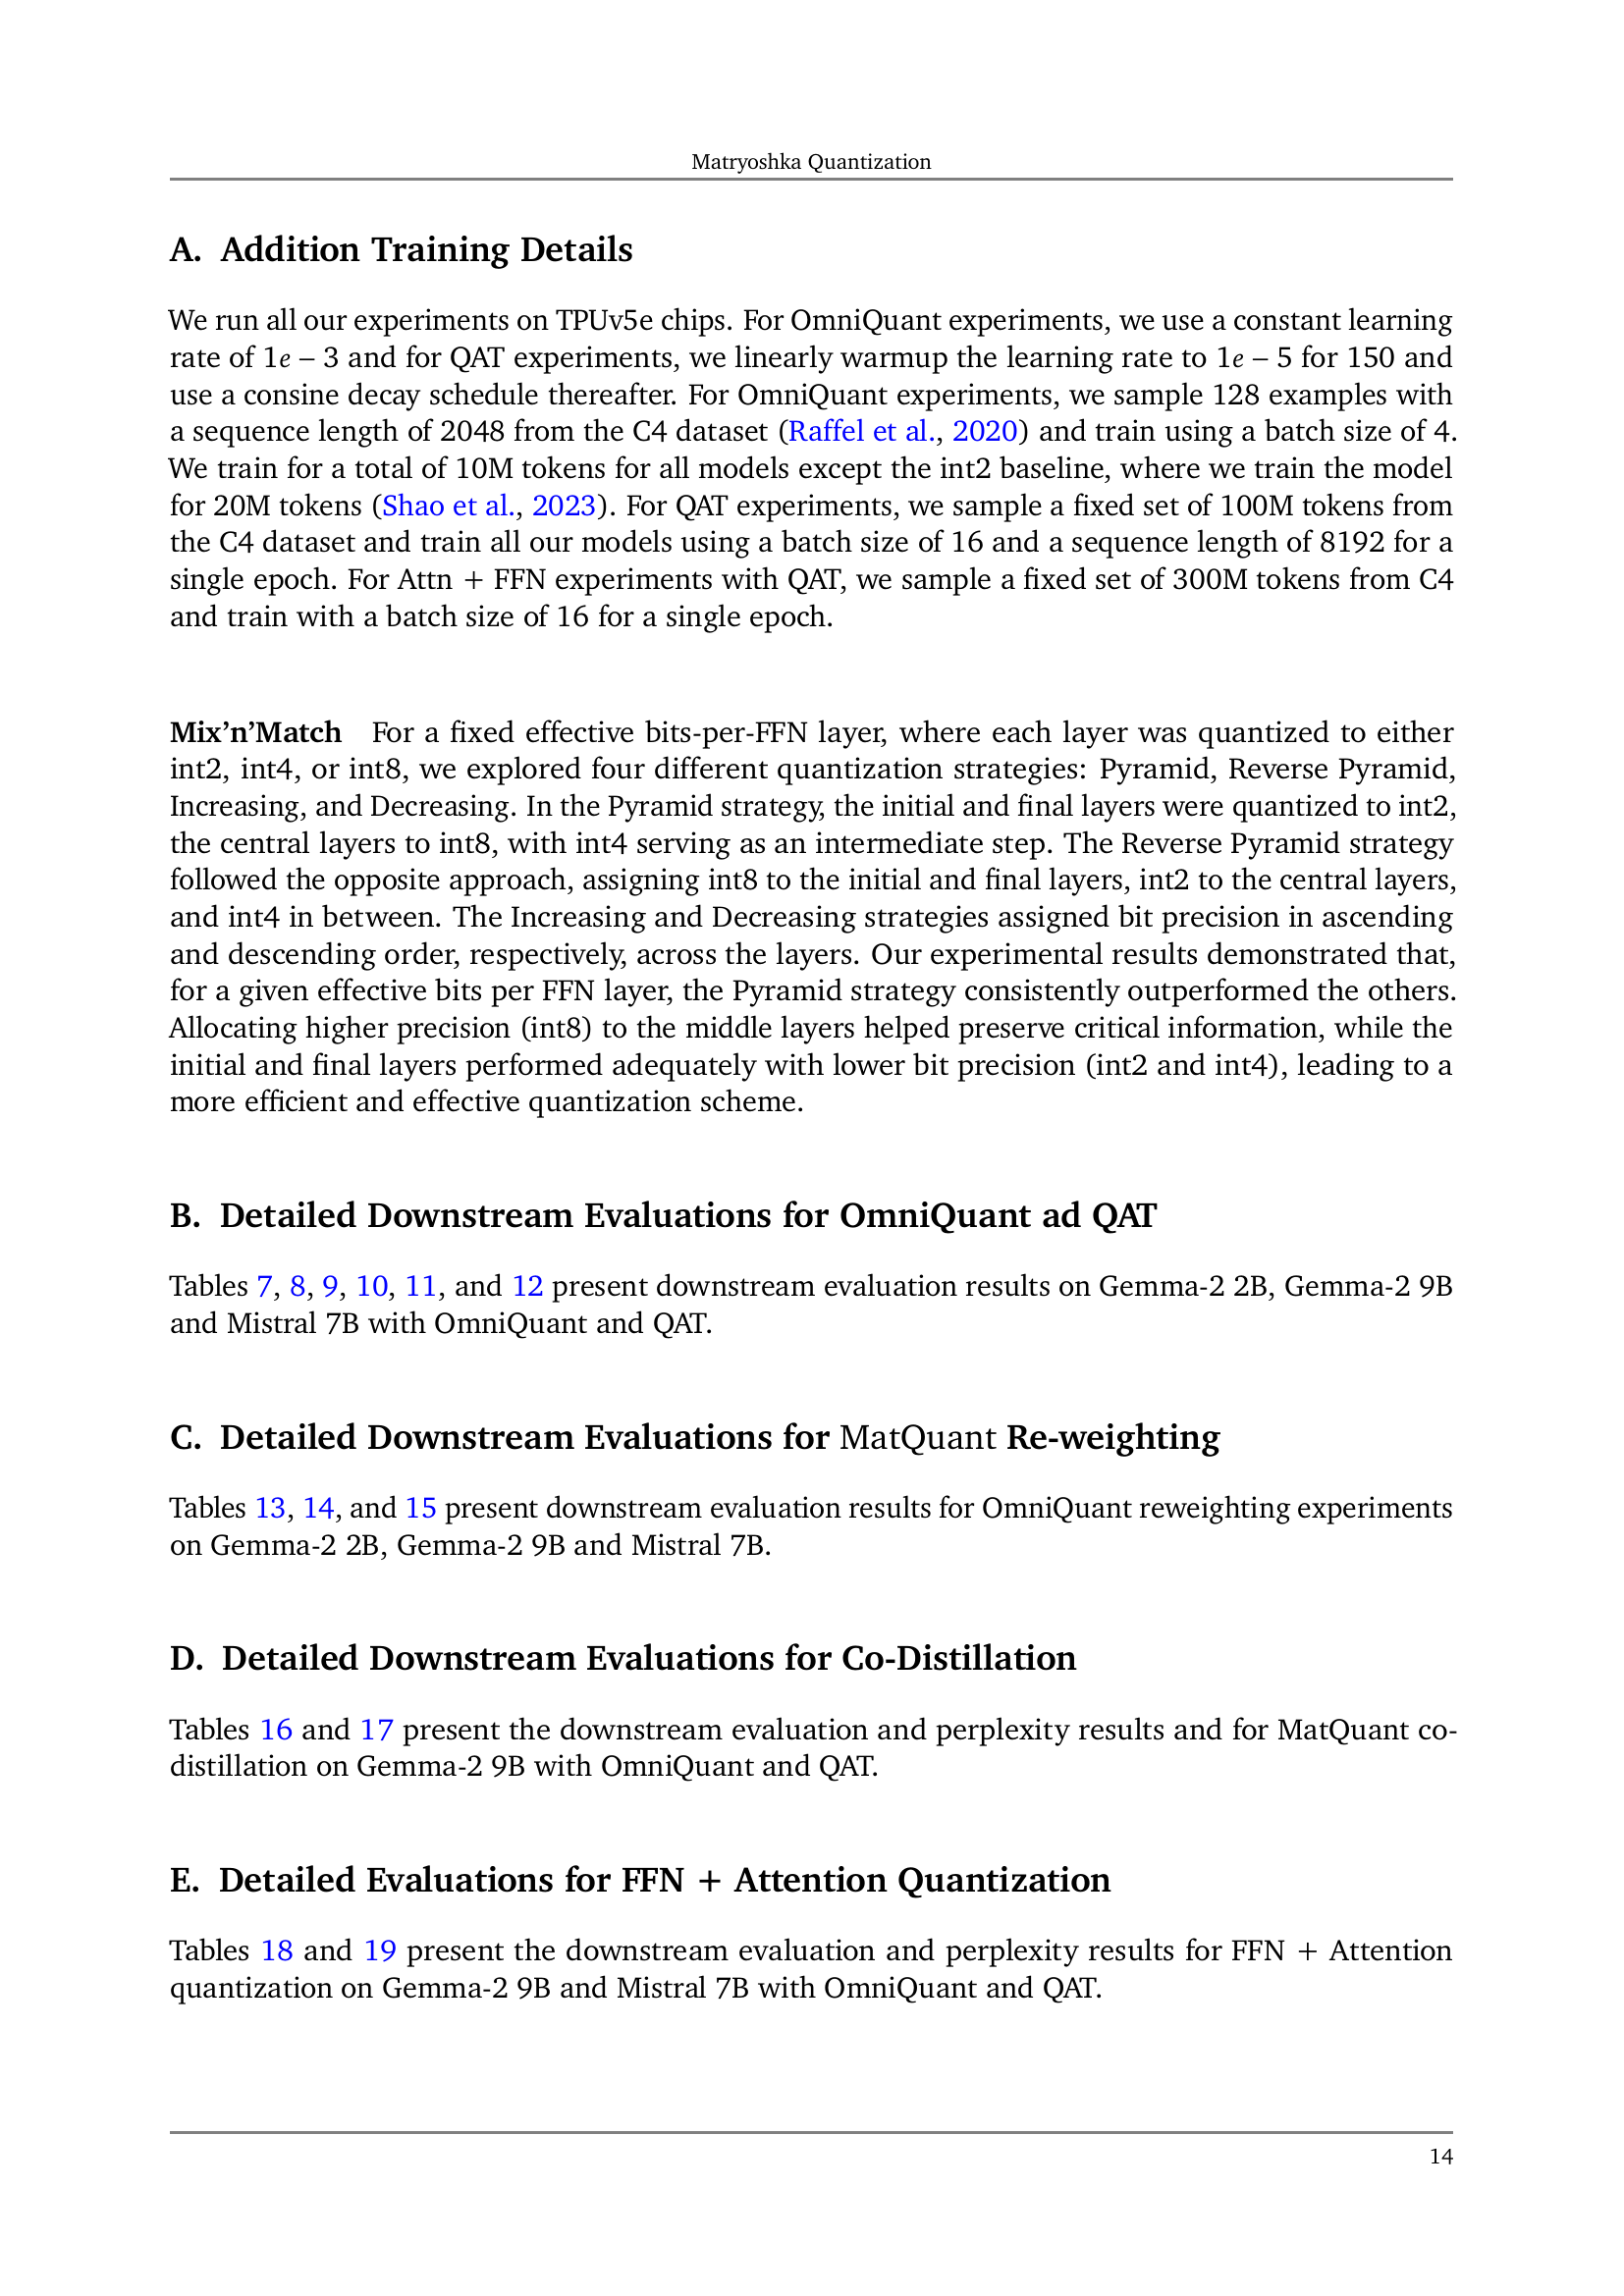 Matryoshka Quantization
A. Addition Training Details
We run all our experiments on TPUv5e chips. For OmniQuant experiments, we use a constant learning
rate of 1e − 3 and for QAT experiments, we linearly warmup the learning rate to 1e − 5 for 150 and
use a consine decay schedule thereafter. For OmniQuant experiments, we sample 128 examples with
a sequence length of 2048 from the C4 dataset (Raffel et al., 2020) and train using a batch size of 4.
We train for a total of 10M tokens for all models except the int2 baseline, where we train the model
for 20M tokens (Shao et al., 2023). For QAT experiments, we sample a fixed set of 100M tokens from
the C4 dataset and train all our models using a batch size of 16 and a sequence length of 8192 for a
single epoch. For Attn + FFN experiments with QAT, we sample a fixed set of 300M tokens from C4
and train with a batch size of 16 for a single epoch.
Mix’n’Match For a fixed effective bits-per-FFN layer, where each layer was quantized to either
int2, int4, or int8, we explored four different quantization strategies: Pyramid, Reverse Pyramid,
Increasing, and Decreasing. In the Pyramid strategy, the initial and final layers were quantized to int2,
the central layers to int8, with int4 serving as an intermediate step. The Reverse Pyramid strategy
followed the opposite approach, assigning int8 to the initial and final layers, int2 to the central layers,
and int4 in between. The Increasing and Decreasing strategies assigned bit precision in ascending
and descending order, respectively, across the layers. Our experimental results demonstrated that,
for a given effective bits per FFN layer, the Pyramid strategy consistently outperformed the others.
Allocating higher precision (int8) to the middle layers helped preserve critical information, while the
initial and final layers performed adequately with lower bit precision (int2 and int4), leading to a
more efficient and effective quantization scheme.
B. Detailed Downstream Evaluations for OmniQuant ad QAT
Tables 7, 8, 9, 10, 11, and 12 present downstream evaluation results on Gemma-2 2B, Gemma-2 9B
and Mistral 7B with OmniQuant and QAT.
C. Detailed Downstream Evaluations for MatQuant Re-weighting
Tables 13, 14, and 15 present downstream evaluation results for OmniQuant reweighting experiments
on Gemma-2 2B, Gemma-2 9B and Mistral 7B.
D. Detailed Downstream Evaluations for Co-Distillation
Tables 16 and 17 present the downstream evaluation and perplexity results and for MatQuant co-
distillation on Gemma-2 9B with OmniQuant and QAT.
E. Detailed Evaluations for FFN + Attention Quantization
Tables 18 and 19 present the downstream evaluation and perplexity results for FFN + Attention
quantization on Gemma-2 9B and Mistral 7B with OmniQuant and QAT.
14